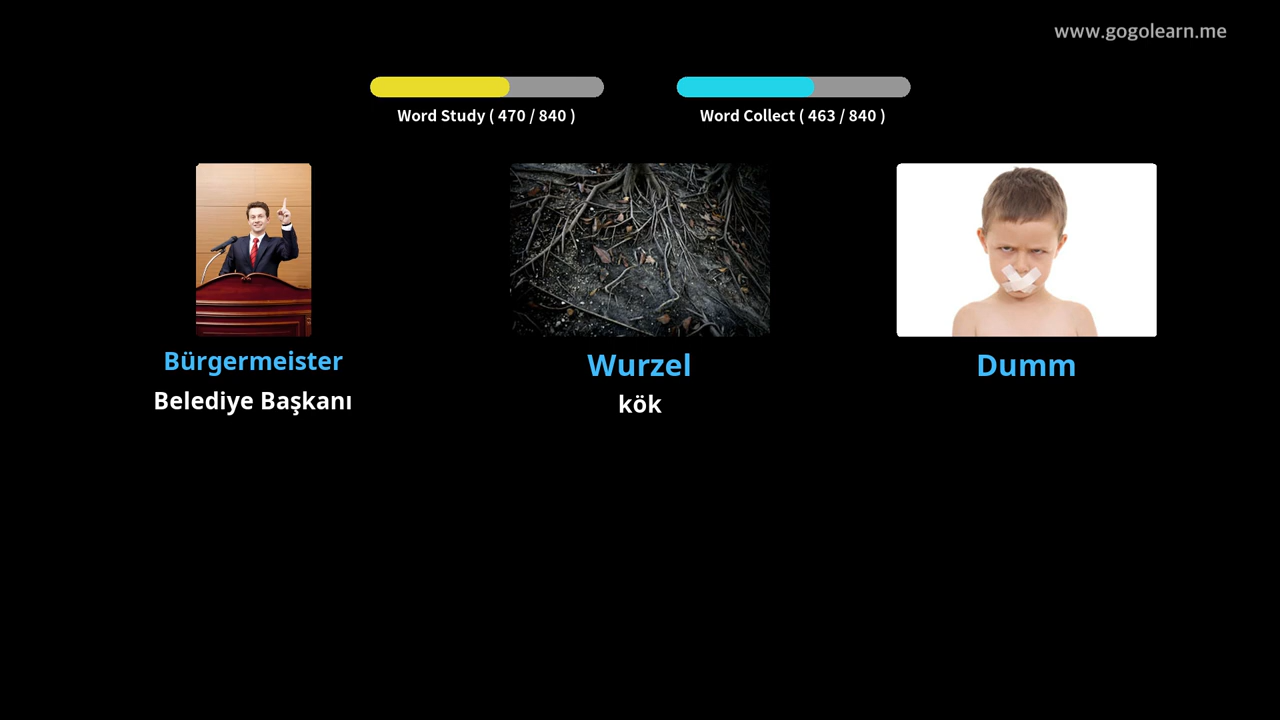 www.gogolearn.me
Word Study ( 470 / 840 )
Word Collect ( 463 / 840 )
Bürgermeister
Belediye Başkanı
Wurzel
kök
Dumm